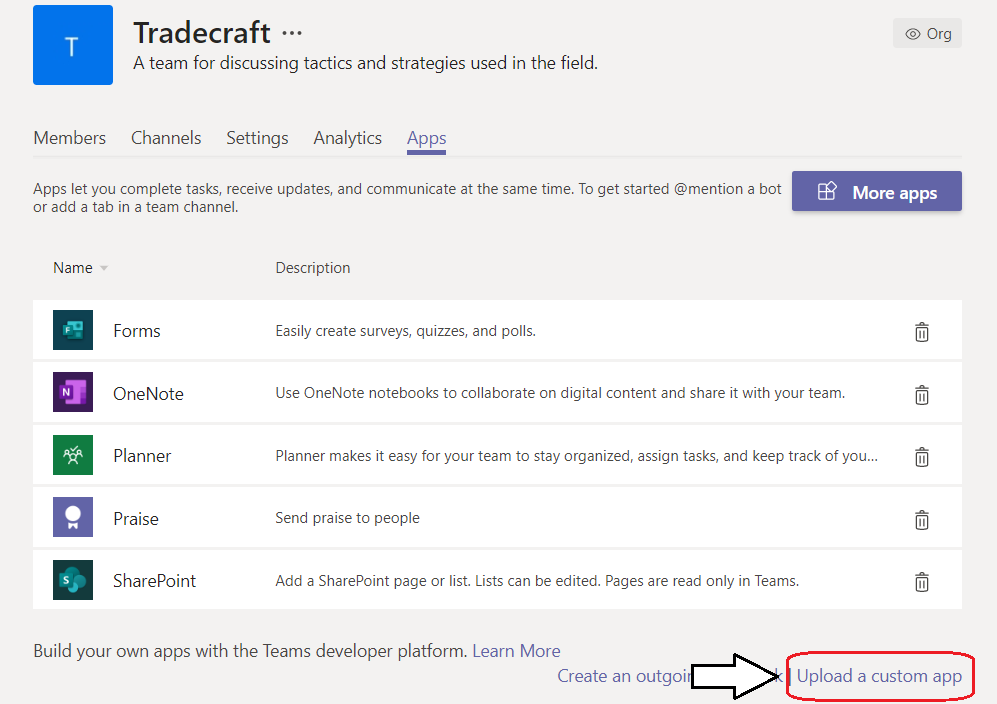 T
Tradecraft ...
A team for discussing tactics and strategies used in the field.
Org
Members Channels Settings Analytics Apps
Apps let you complete tasks, receive updates, and communicate at the same time. To get started @mention a bot
or add a tab in a team channel.
More apps
Name Description
Forms Easily create surveys, quizzes, and polls.
OneNote Use OneNote notebooks to collaborate on digital content and share it with your team.
Planner Planner makes it easy for your team to stay organized, assign tasks, and keep track of you...
Praise Send praise to people
SharePoint Add a SharePoint page or list. Lists can be edited. Pages are read only in Teams.
Build your own apps with the Teams developer platform. Learn More
Create an | Upload a custom app